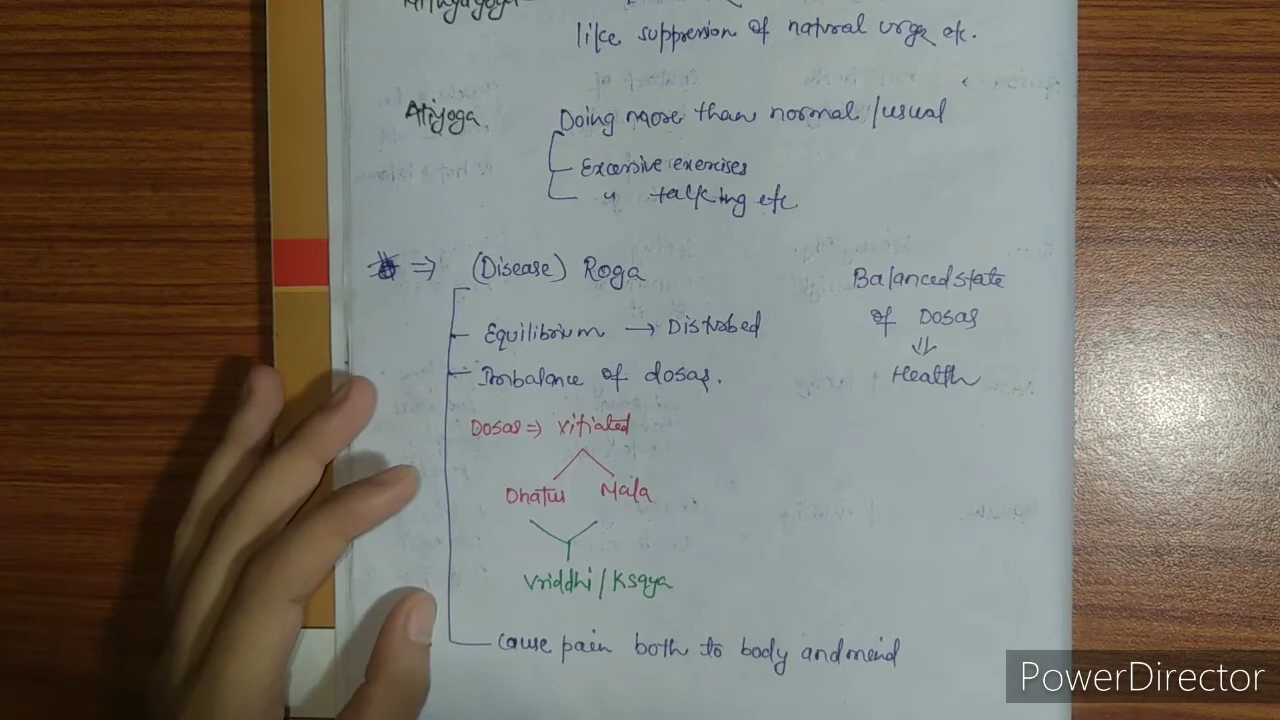 like suppression of natural urge etc.
Atiyoga. Doing more than normal /usual
Excessive exercises
" talking etc
⇒ (Disease) Roga
Equilibrium → Disturbed
Imbalance of dosas.
Balanced state
of Dosas
⇓
Health
Dosas ⇒ vitiated
Dhatus Mala
Vriddhi / Ksaya
cause pain both to body and mind
PowerDirector